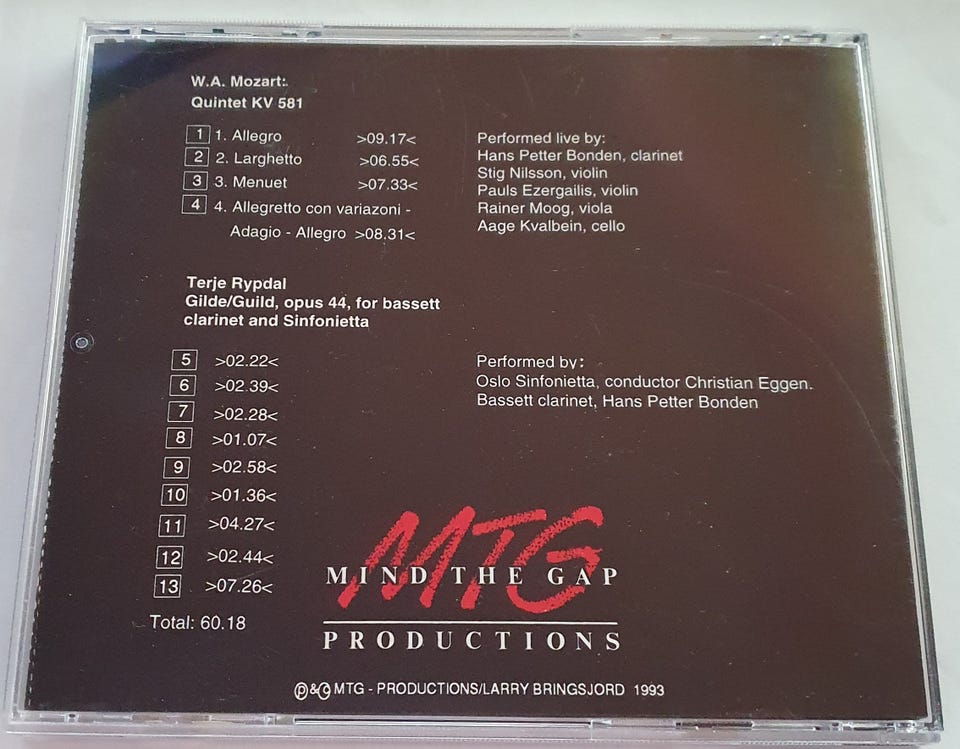 W.A. Mozart:
Quintet KV 581
1 1. Allegro >09.17<
2 2. Larghetto >06.55<
3 3. Menuet >07.33<
4 4. Allegretto con variazoni -
Adagio - Allegro >08.31<
Performed live by:
Hans Petter Bonden, clarinet
Stig Nilsson, violin
Pauls Ezergailis, violin
Rainer Moog, viola
Aage Kvalbein, cello
Terje Rypdal
Gilde/Guild, opus 44, for bassett
clarinet and Sinfonietta
5 >02.22<
6 >02.39<
7 >02.28<
8 >01.07<
9 >02.58<
10 >01.36<
11 >04.27<
12 >02.44<
13 >07.26<
Total: 60.18
Performed by:
Oslo Sinfonietta, conductor Christian Eggen.
Bassett clarinet, Hans Petter Bonden
MTG
MIND THE GAP
PRODUCTIONS
℗&© MTG - PRODUCTIONS/LARRY BRINGSJORD 1993